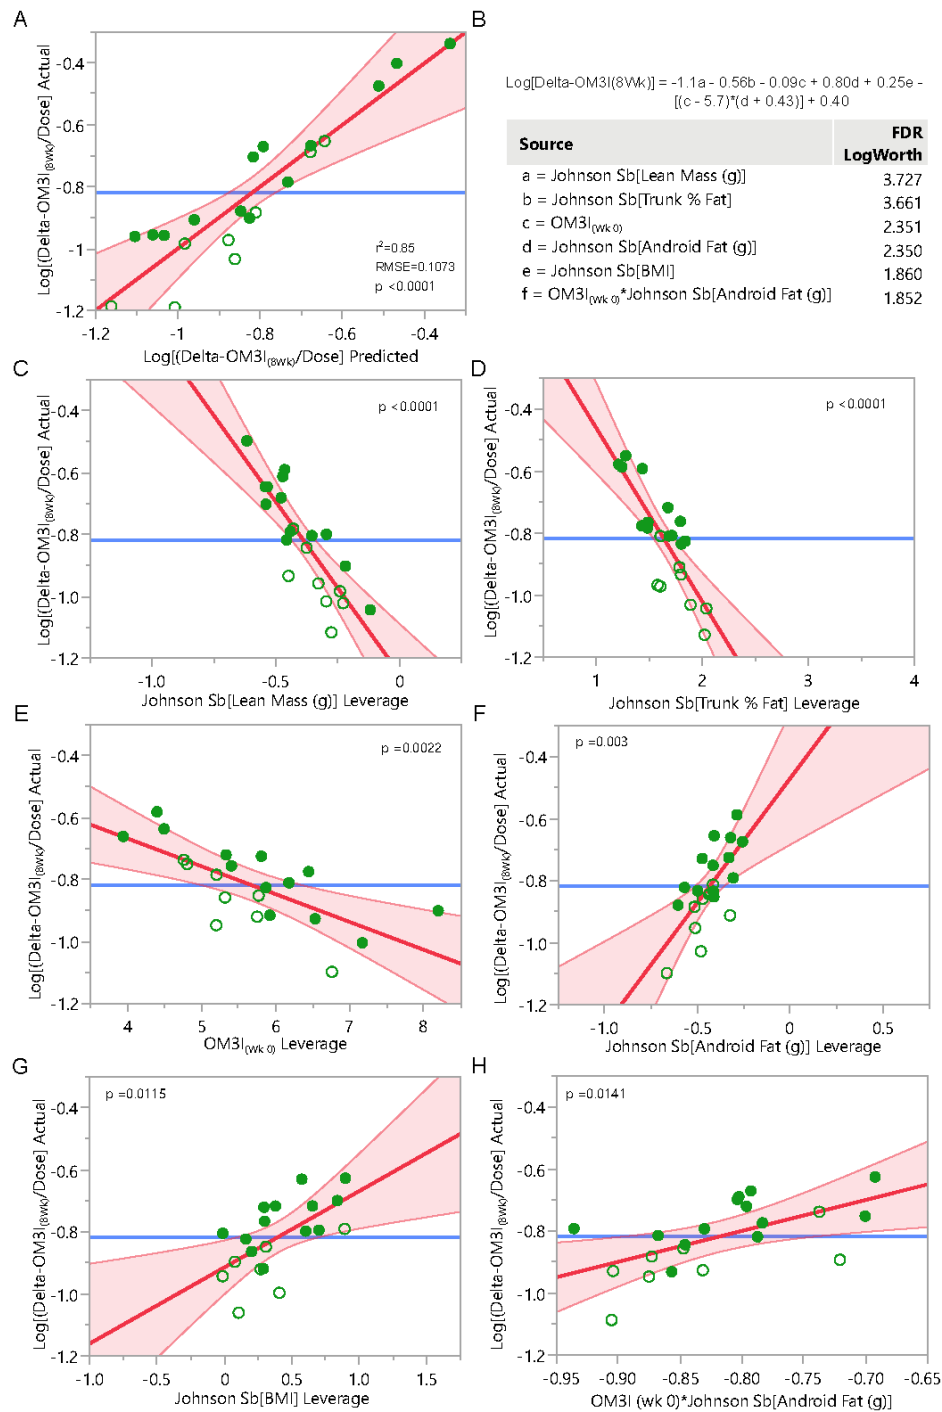 A
Log[(Delta-OM3I(8Wk)/Dose] Actual
-0.4
-0.6
-0.8
-1
-1.2
r²=0.85
RMSE=0.1073
p <0.0001
-1.2 -1 -0.8 -0.6 -0.4
Log[(Delta-OM3I(8Wk)/Dose] Predicted
B
Log[Delta-OM3I(8Wk)] = -1.1a - 0.56b - 0.09c + 0.80d + 0.25e -
[(c - 5.7)*(d + 0.43)] + 0.40
Source FDR LogWorth
a = Johnson Sb[Lean Mass (g)] 3.727
b = Johnson Sb[Trunk % Fat] 3.661
c = OM3I(Wk 0) 2.351
d = Johnson Sb[Android Fat (g)] 2.350
e = Johnson Sb[BMI] 1.860
f = OM3I(Wk 0)*Johnson Sb[Android Fat (g)] 1.852
C
Log[(Delta-OM3I(8Wk)/Dose] Actual
-0.4
-0.6
-0.8
-1.0
-1.2
p <0.0001
-1.0 -0.5 0
Johnson Sb[Lean Mass (g)] Leverage
D
Log[(Delta-OM3I(8Wk)/Dose] Actual
-0.4
-0.6
-0.8
-1.0
-1.2
p <0.0001
1 2 3 4
Johnson Sb[Trunk % Fat] Leverage
E
Log[(Delta-OM3I(8Wk)/Dose] Actual
-0.4
-0.6
-0.8
-1.0
-1.2
p =0.0022
4 5 6 7 8
OM3I(Wk 0) Leverage
F
Log[(Delta-OM3I(8Wk)/Dose] Actual
-0.4
-0.6
-0.8
-1.0
-1.2
p =0.003
-1.0 -0.5 0 0.5
Johnson Sb[Android Fat (g)] Leverage
G
Log[(Delta-OM3I(8Wk)/Dose] Actual
-0.4
-0.6
-0.8
-1.0
-1.2
p =0.0115
-1.0 -0.5 0 0.5 1.0 1.5
Johnson Sb[BMI] Leverage
H
Log[(Delta-OM3I(8Wk)/Dose] Actual
-0.4
-0.6
-0.8
-1.0
-1.2
p =0.0141
-0.95 -0.90 -0.85 -0.80 -0.75 -0.70 -0.65
OM3I (wk 0)*Johnson Sb[Android Fat (g)]